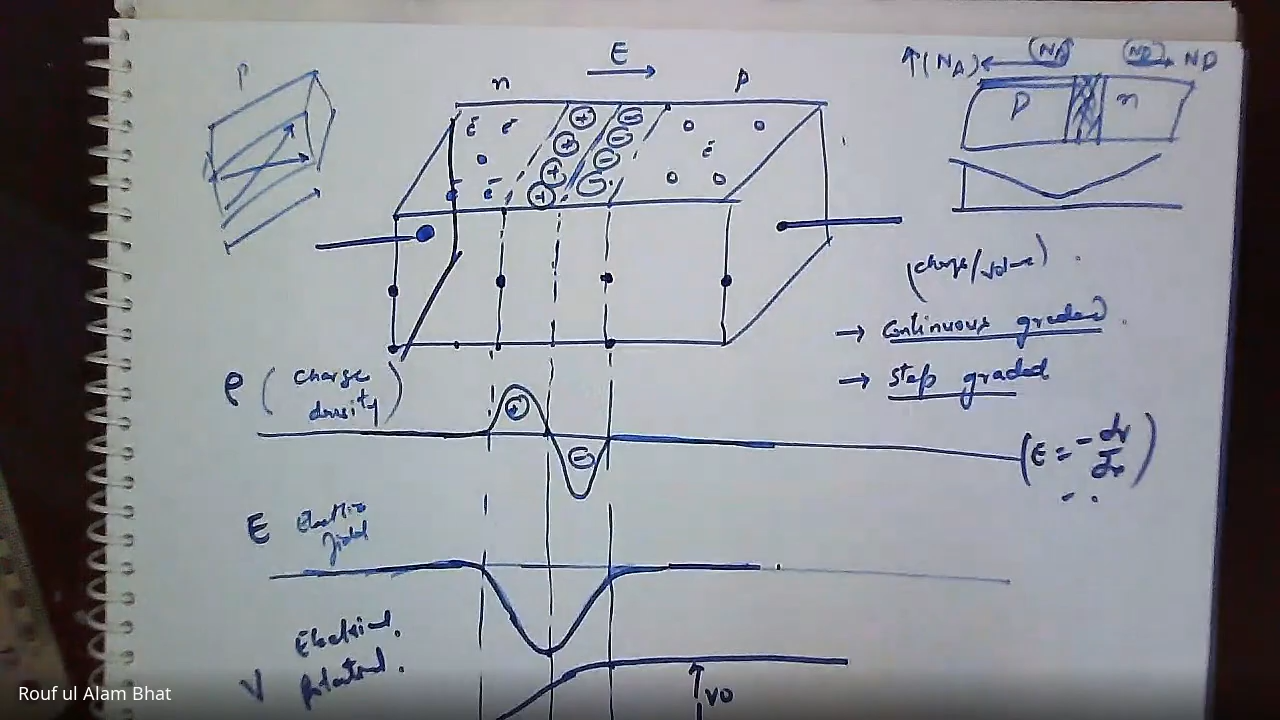 E
n
p
P
↑(NA)
(NA)
(ND)
ND
P
n
e⁻ e⁻
+ −
+ −
+ −
+ −
e⁻
e⁻
(charge/volume)
→ Continuous graded
→ Step graded
ρ (charge density)
+
−
(E = - dv/dx)
E Electric field
V Electrical potential.
V0
Rouf ul Alam Bhat